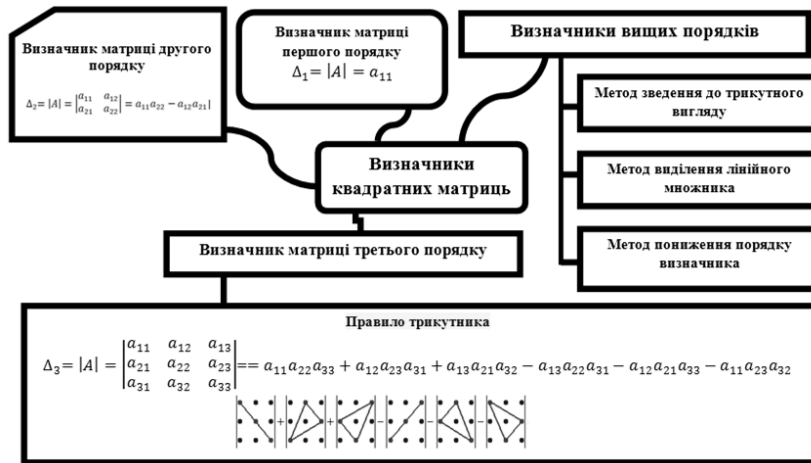 Визначник матриці другого
порядку
Δ₂= |A| = |a₁₁ a₁₂| = a₁₁a₂₂ − a₁₂a₂₁|
|a₂₁ a₂₂|
Визначник матриці
першого порядку
Δ₁= |A| = a₁₁
Визначники вищих порядків
Метод зведення до трикутного
вигляду
Метод виділення лінійного
множника
Метод пониження порядку
визначника
Визначники
квадратних матриць
Визначник матриці третього порядку
Правило трикутника
|a₁₁ a₁₂ a₁₃|
Δ₃= |A| = |a₂₁ a₂₂ a₂₃| == a₁₁a₂₂a₃₃ + a₁₂a₂₃a₃₁ + a₁₃a₂₁a₃₂ − a₁₃a₂₂a₃₁ − a₁₂a₂₁a₃₃ − a₁₁a₂₃a₃₂
|a₃₁ a₃₂ a₃₃|
+ + − − −